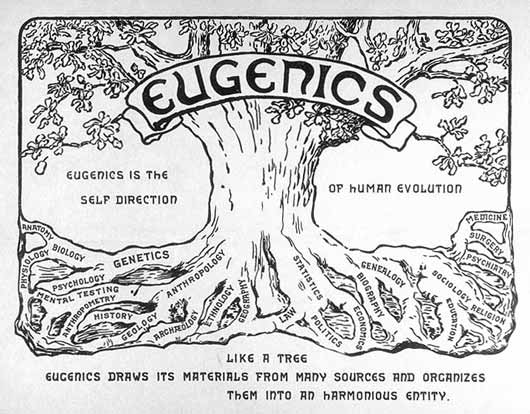 EUGENICS
EUGENICS IS THE
SELF DIRECTION
OF HUMAN EVOLUTION
ANATOMY
PHYSIOLOGY
BIOLOGY
PSYCHOLOGY
GENETICS
MENTAL TESTING
ANTHROPOMETRY
HISTORY
GEOLOGY
ANTHROPOLOGY
ARCHÆOLOGY
ETHNOLOGY
GEOGRAPHY
LAW
STATISTICS
POLITICS
GENEALOGY
BIOGRAPHY
ECONOMICS
SOCIOLOGY
EDUCATION
RELIGION
PSYCHIATRY
SURGERY
MEDICINE
LIKE A TREE
EUGENICS DRAWS ITS MATERIALS FROM MANY SOURCES AND ORGANIZES
THEM INTO AN HARMONIOUS ENTITY.